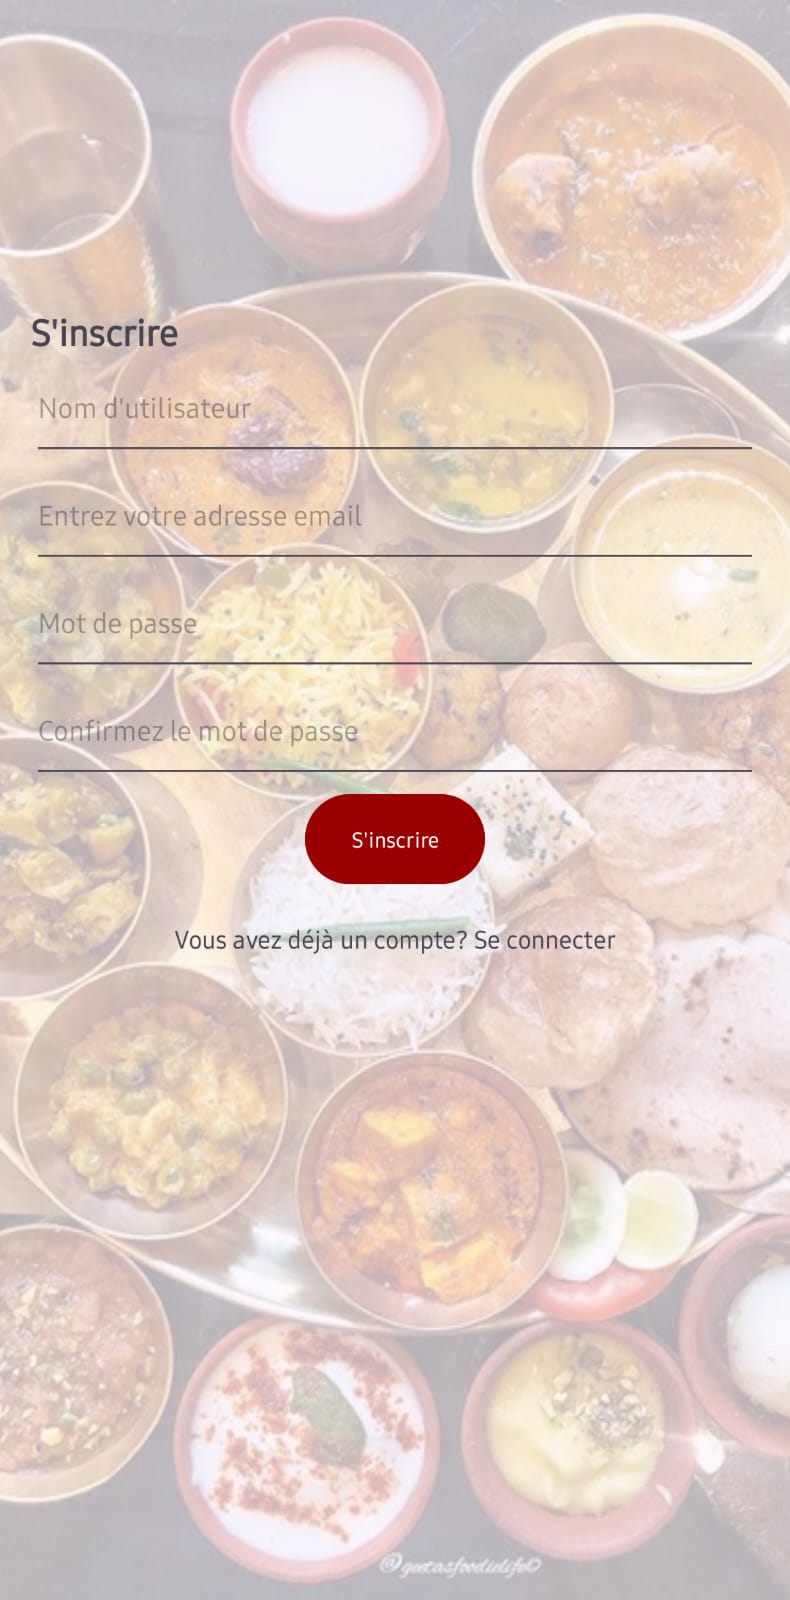 S'inscrire
Nom d'utilisateur
Entrez votre adresse email
Mot de passe
Confirmez le mot de passe
S'inscrire
Vous avez déjà un compte? Se connecter
@geetasfoodielife©